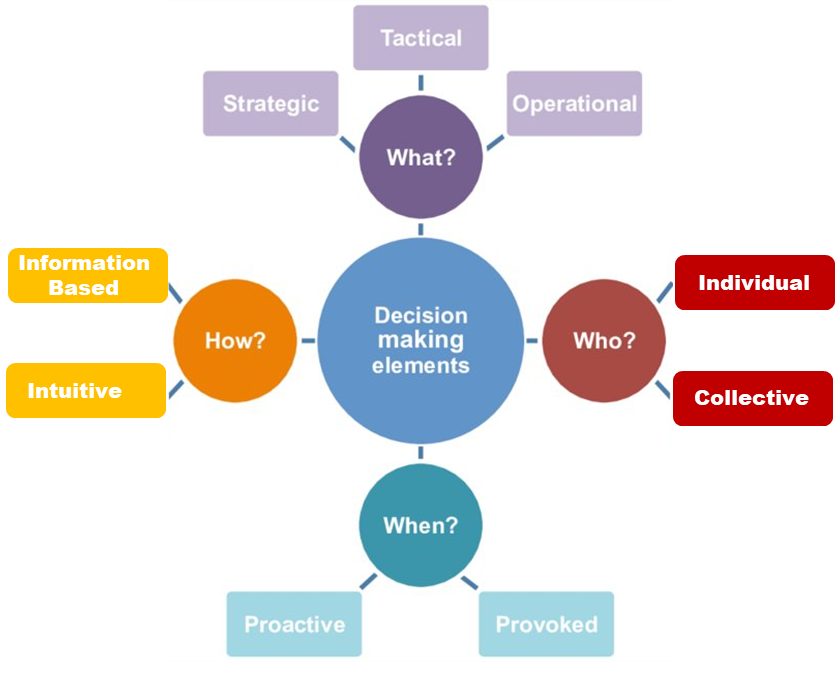 Tactical
Strategic
Operational
What?
Information
Based
Individual
How?
Decision
making
elements
Who?
Intuitive
Collective
When?
Proactive
Provoked